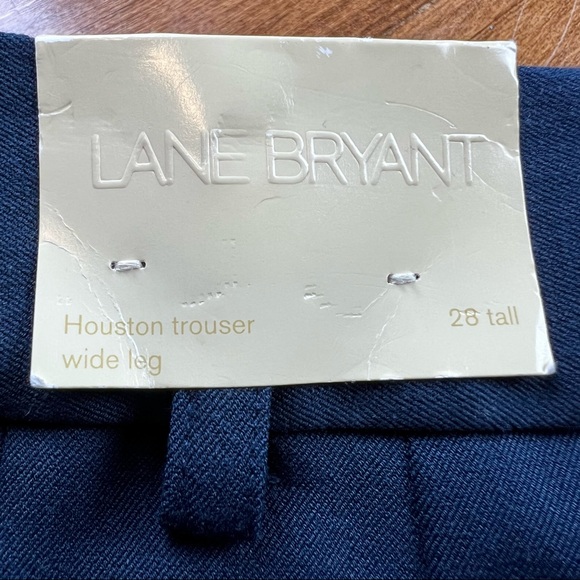 LANE BRYANT
Houston trouser
wide leg
28 tall